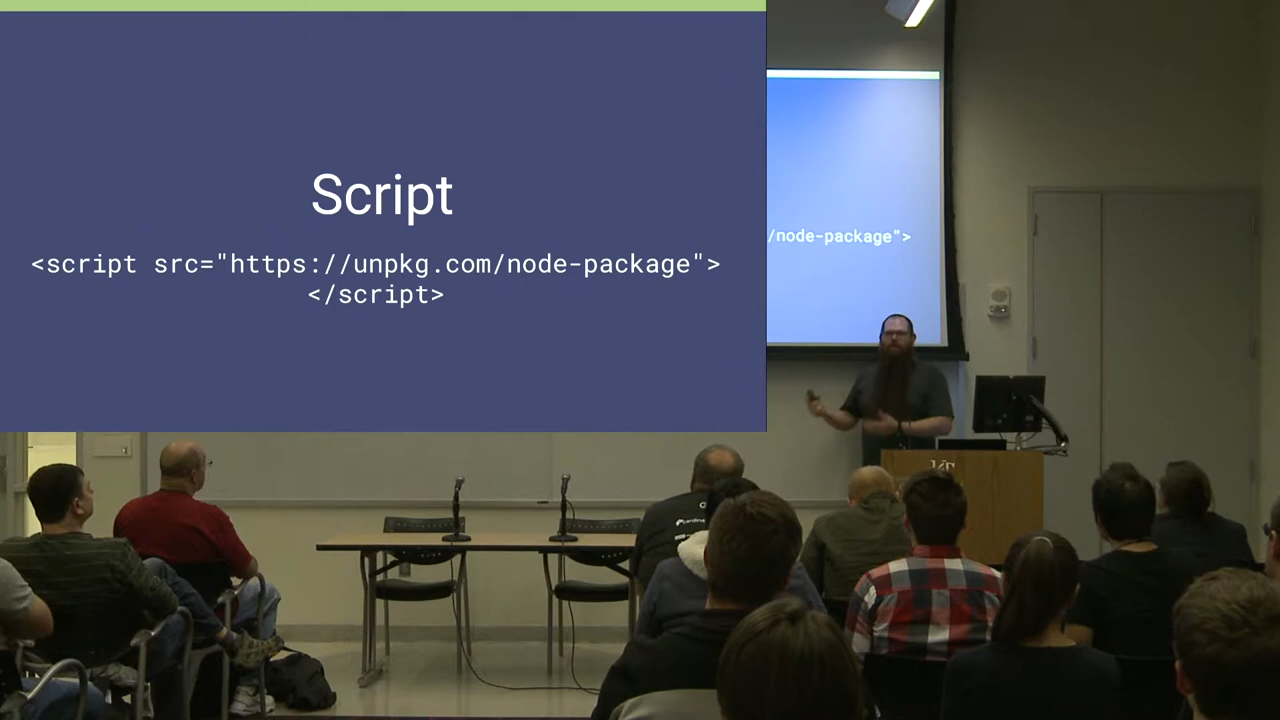 Script
<script src="https://unpkg.com/node-package">
</script>
/node-package">